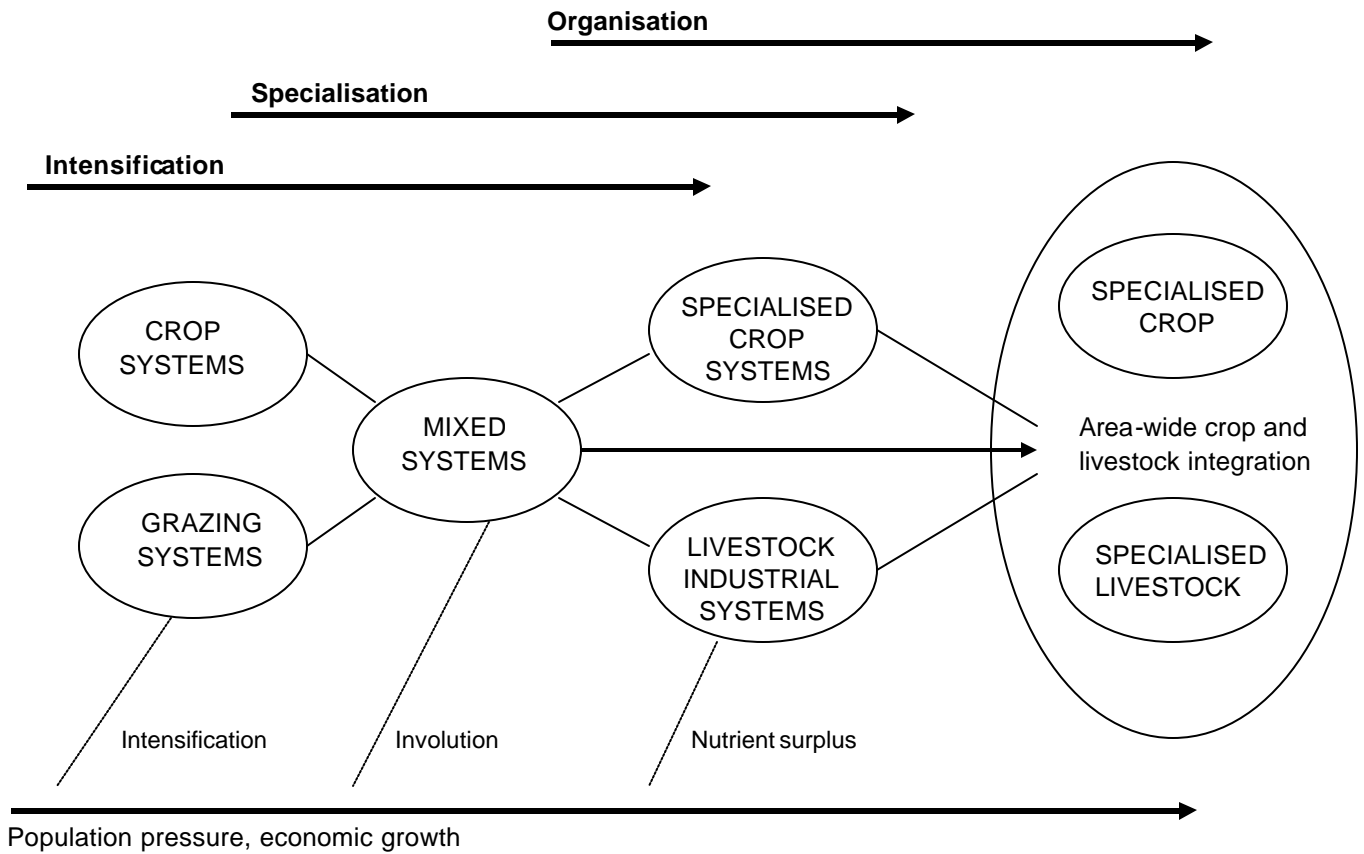 Organisation
Specialisation
Intensification
CROP
SYSTEMS
GRAZING
SYSTEMS
MIXED
SYSTEMS
SPECIALISED
CROP
SYSTEMS
LIVESTOCK
INDUSTRIAL
SYSTEMS
SPECIALISED
CROP
Area-wide crop and
livestock integration
SPECIALISED
LIVESTOCK
Intensification
Involution
Nutrient surplus
Population pressure, economic growth